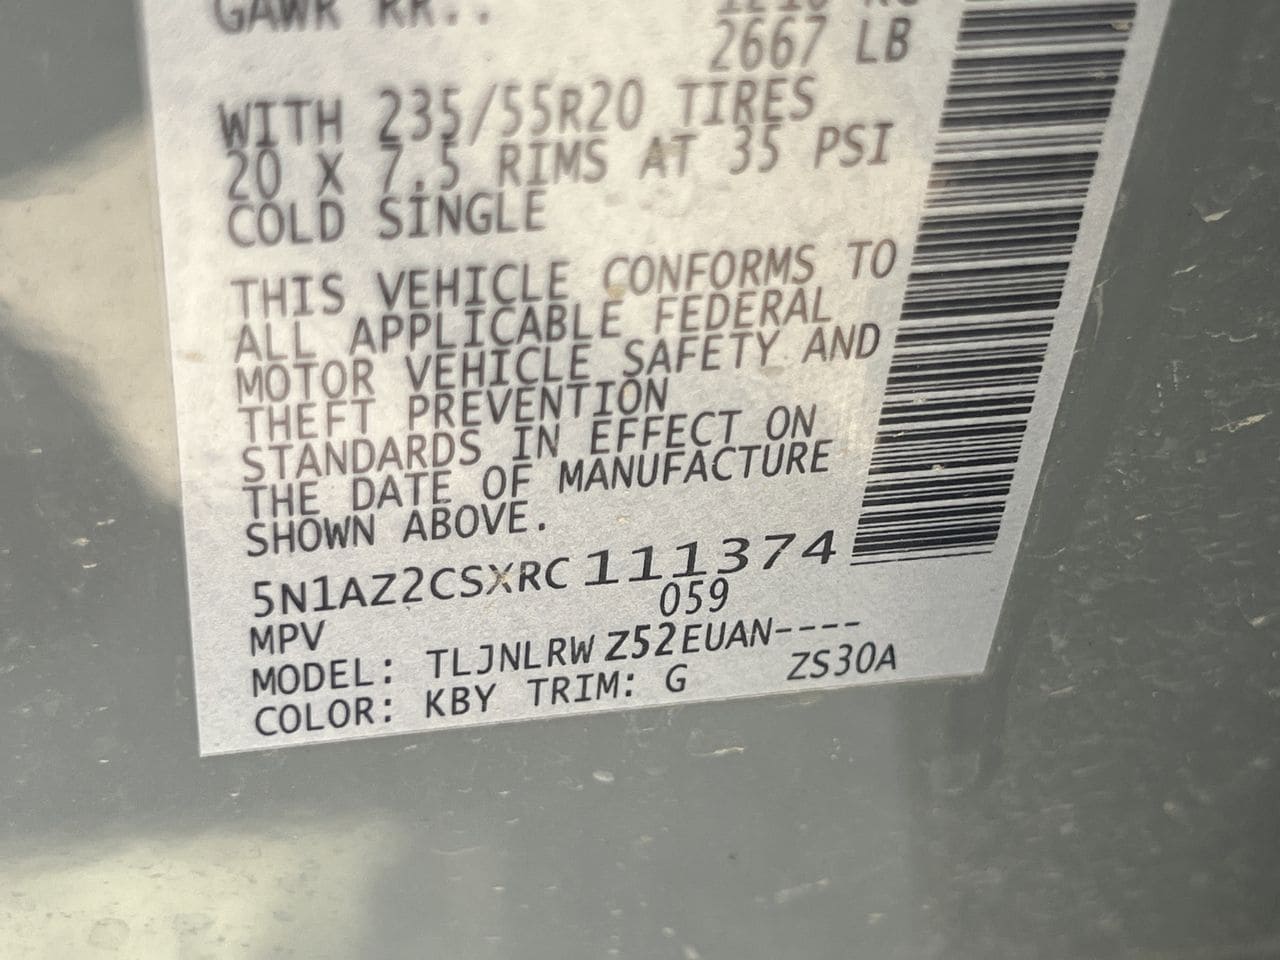 GAWR RR..
2667 LB
WITH 235/55R20 TIRES
20 X 7.5 RIMS AT 35 PSI
COLD SINGLE
THIS VEHICLE CONFORMS TO
ALL APPLICABLE FEDERAL
MOTOR VEHICLE SAFETY AND
THEFT PREVENTION
STANDARDS IN EFFECT ON
THE DATE OF MANUFACTURE
SHOWN ABOVE.
5N1AZ2CSXRC111374
059
MPV
MODEL: TLJNLRW Z52EUAN----
COLOR: KBY TRIM: G ZS30A